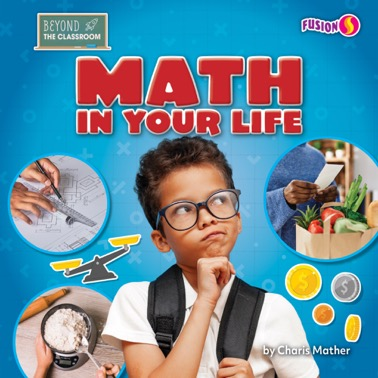 BEYOND
THE CLASSROOM
FUSION
MATH
IN YOUR LIFE
by Charis Mather